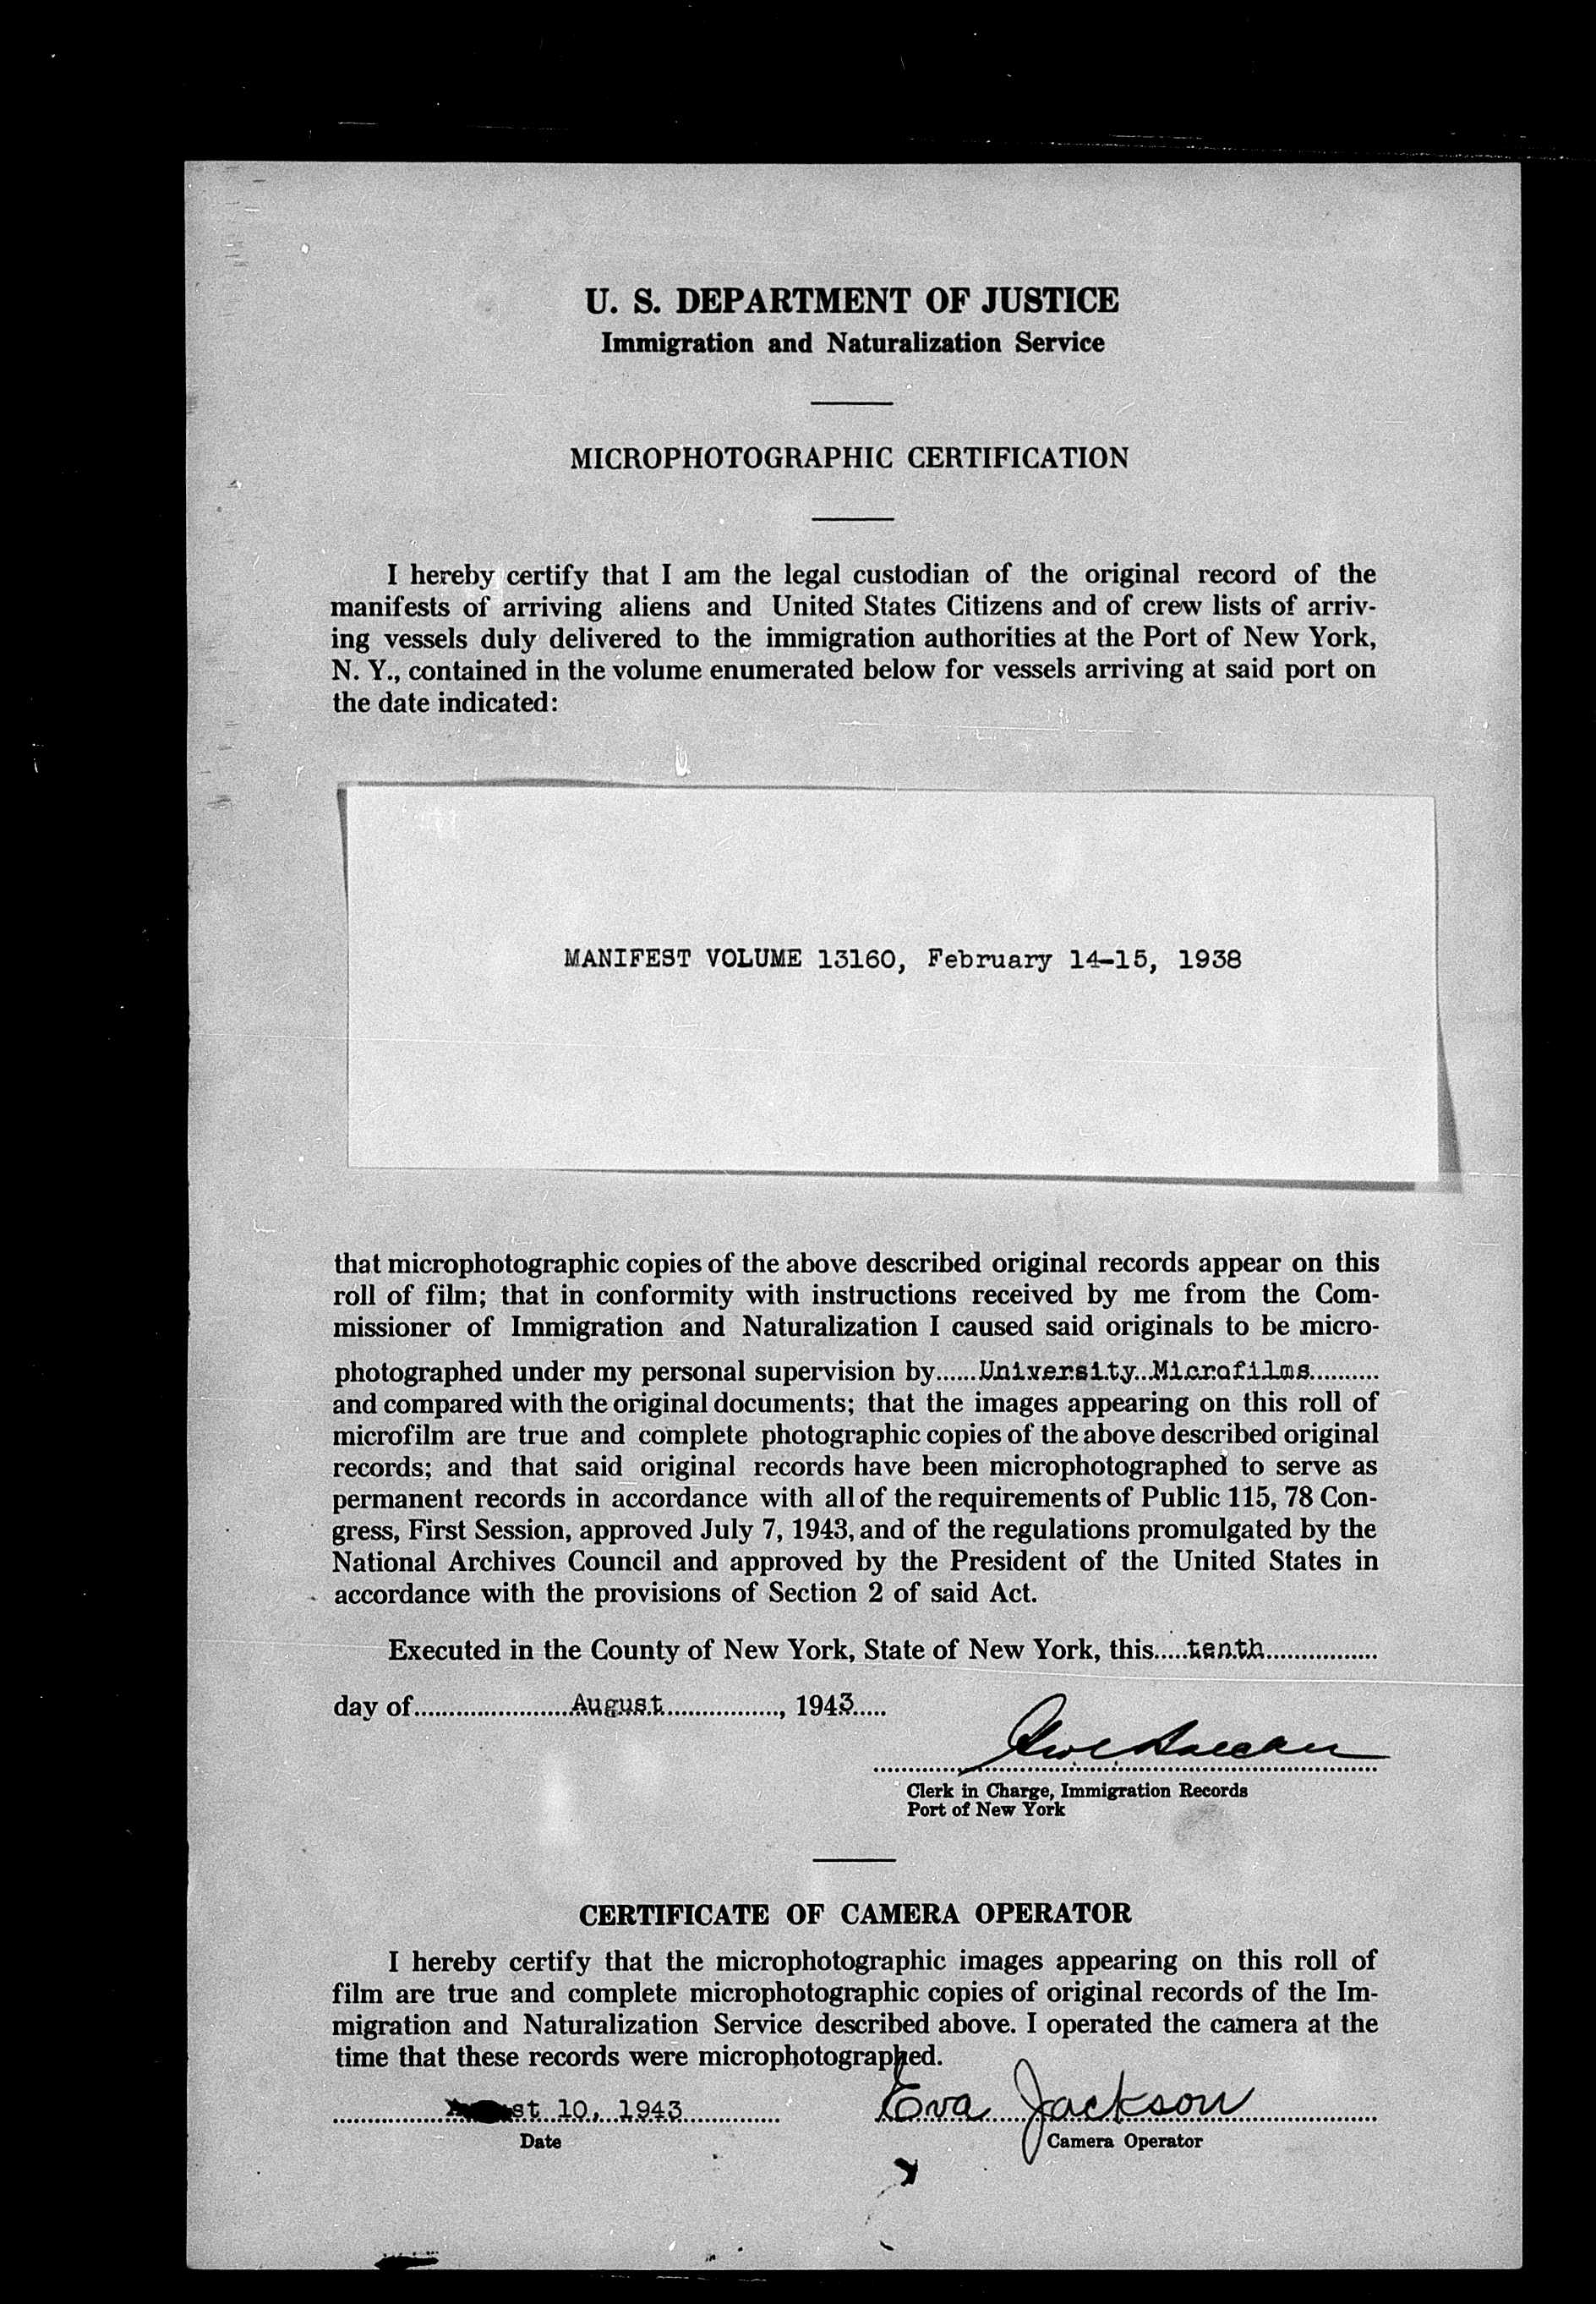 U. S. DEPARTMENT OF JUSTICE
Immigration and Naturalization Service
MICROPHOTOGRAPHIC CERTIFICATION
I hereby certify that I am the legal custodian of the original record of the
manifests of arriving aliens and United States Citizens and of crew lists of arriv-
ing vessels duly delivered to the immigration authorities at the Port of New York,
N. Y., contained in the volume enumerated below for vessels arriving at said port on
the date indicated:
MANIFEST VOLUME 13160, February 14-15, 1938
that microphotographic copies of the above described original records appear on this
roll of film; that in conformity with instructions received by me from the Com-
missioner of Immigration and Naturalization I caused said originals to be micro-
photographed under my personal supervision by......University Microfilms..........
and compared with the original documents; that the images appearing on this roll of
microfilm are true and complete photographic copies of the above described original
records; and that said original records have been microphotographed to serve as
permanent records in accordance with all of the requirements of Public 115, 78 Con-
gress, First Session, approved July 7, 1943, and of the regulations promulgated by the
National Archives Council and approved by the President of the United States in
accordance with the provisions of Section 2 of said Act.
Executed in the County of New York, State of New York, this.....tenth................
day of.......................August................, 1943.....
Clerk in Charge, Immigration Records
Port of New York
CERTIFICATE OF CAMERA OPERATOR
I hereby certify that the microphotographic images appearing on this roll of
film are true and complete microphotographic copies of original records of the Im-
migration and Naturalization Service described above. I operated the camera at the
time that these records were microphotographed.
st 10, 1943 Eva Jackson
Date Camera Operator